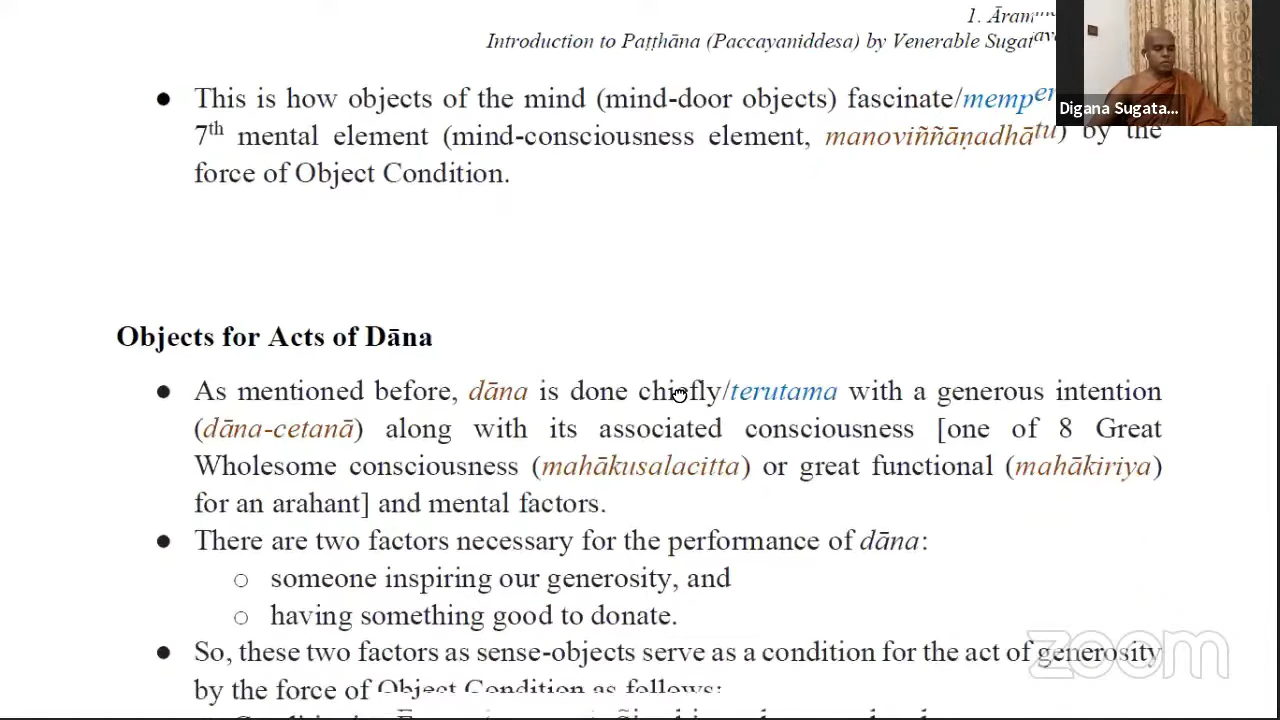 1. Āram
Introduction to Paṭṭhāna (Paccayaniddesa) by Venerable Sugat
Digana Sugata...
● This is how objects of the mind (mind-door objects) fascinate/
7th mental element (mind-consciousness element, manoviññāṇadhātu) by the
force of Object Condition.
Objects for Acts of Dāna
● As mentioned before, dāna is done chiefly/terutama with a generous intention
(dāna-cetanā) along with its associated consciousness [one of 8 Great
Wholesome consciousness (mahākusalacitta) or great functional (mahākiriya)
for an arahant] and mental factors.
● There are two factors necessary for the performance of dāna:
○ someone inspiring our generosity, and
○ having something good to donate.
● So, these two factors as sense-objects serve as a condition for the act of generosity
by the force of Object Condition as follows:
zoom